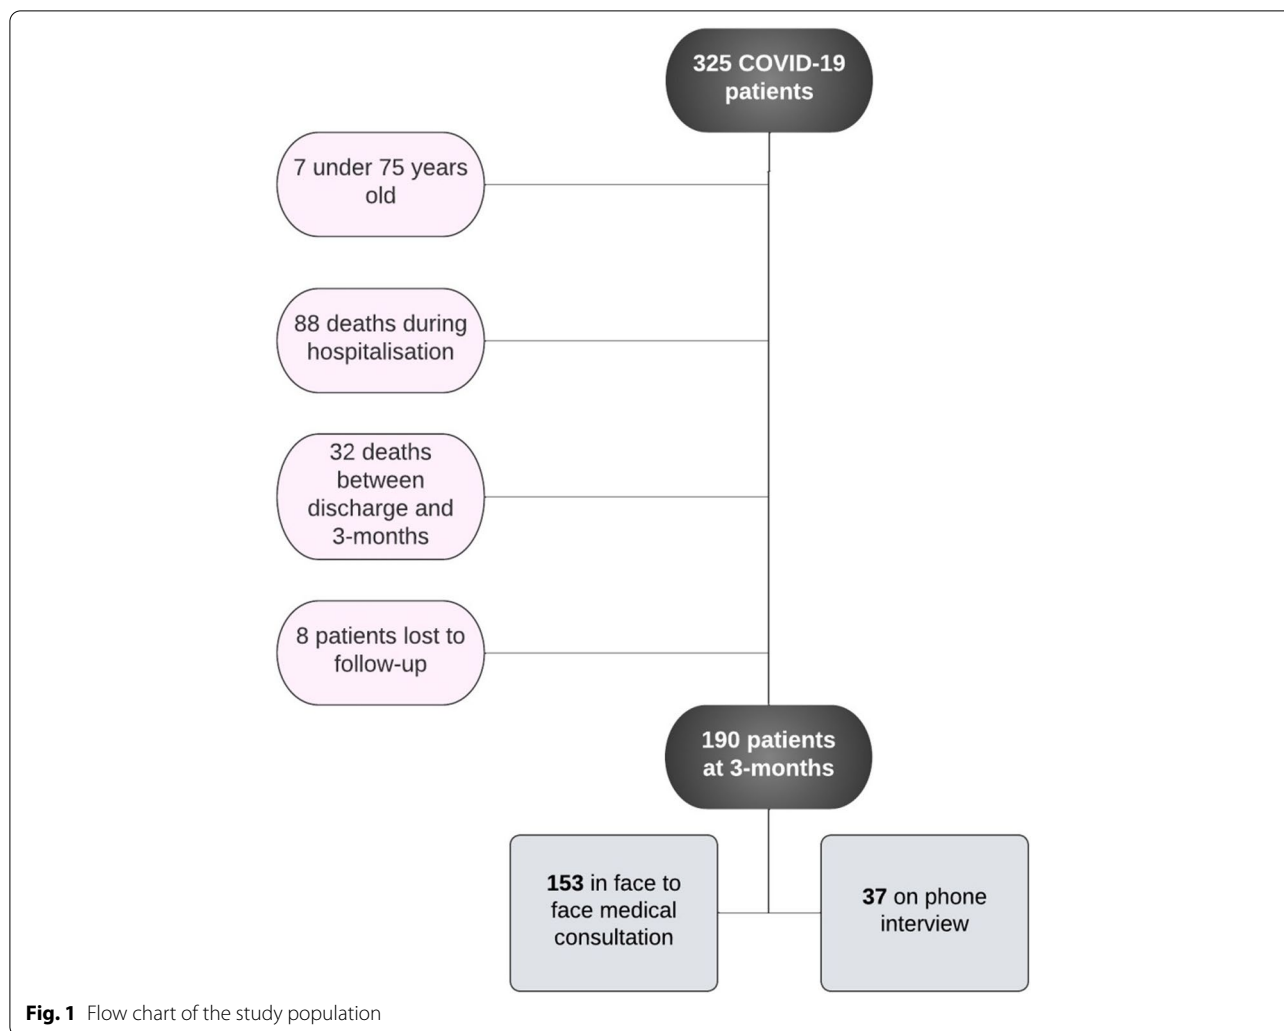 325 COVID-19
patients
7 under 75 years
old
88 deaths during
hospitalisation
32 deaths
between
discharge and
3-months
8 patients lost to
follow-up
190 patients
at 3-months
153 in face to
face medical
consultation
37 on phone
interview
Fig. 1 Flow chart of the study population